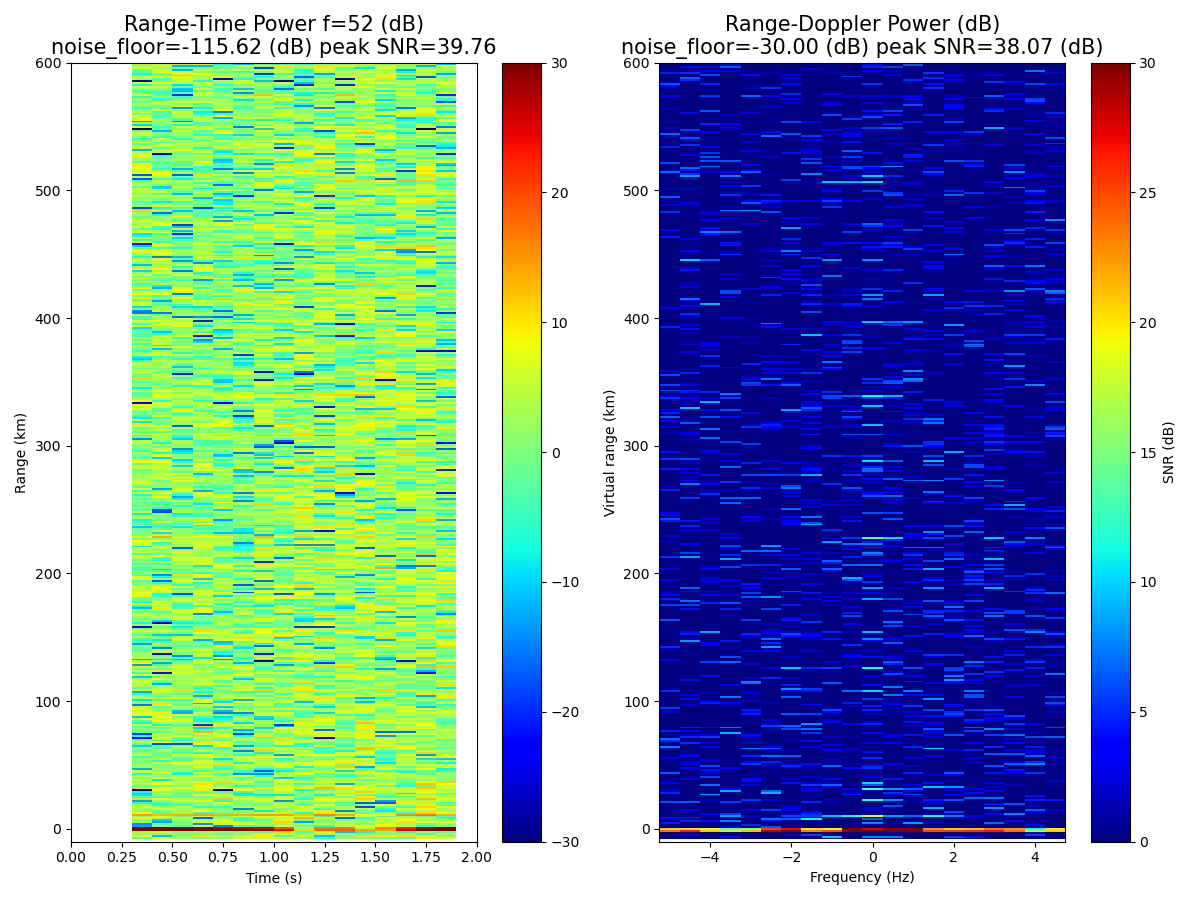 Range-Time Power f=52 (dB)
noise_floor=-115.62 (dB) peak SNR=39.76
Range-Doppler Power (dB)
noise_floor=-30.00 (dB) peak SNR=38.07 (dB)
600
500
400
300
200
100
0
Range (km)
0.00 0.25 0.50 0.75 1.00 1.25 1.50 1.75 2.00
Time (s)
30
20
10
0
−10
−20
−30
600
500
400
300
200
100
0
Virtual range (km)
−4 −2 0 2 4
Frequency (Hz)
30
25
20
15
10
5
0
SNR (dB)